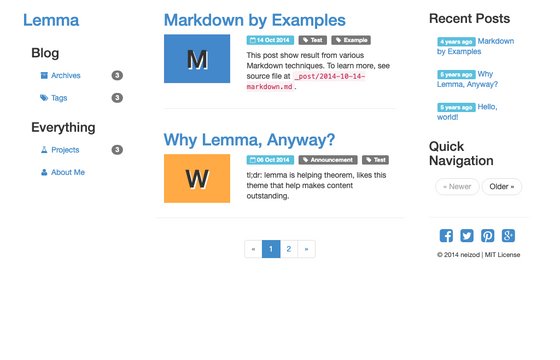 Lemma
Blog
Archives 3
Tags 3
Everything
Projects 3
About Me
Markdown by Examples
M
14 Oct 2014 Test Example
This post show result from various
Markdown techniques. To learn more, see
source file at _post/2014-10-14-
markdown.md .
Why Lemma, Anyway?
W
06 Oct 2014 Announcement Test
tl;dr: lemma is helping theorem, likes this
theme that help makes content
outstanding.
« 1 2 »
Recent Posts
4 years ago Markdown
by Examples
5 years ago Why
Lemma, Anyway?
5 years ago Hello,
world!
Quick
Navigation
« Newer Older »
© 2014 neizod | MIT License